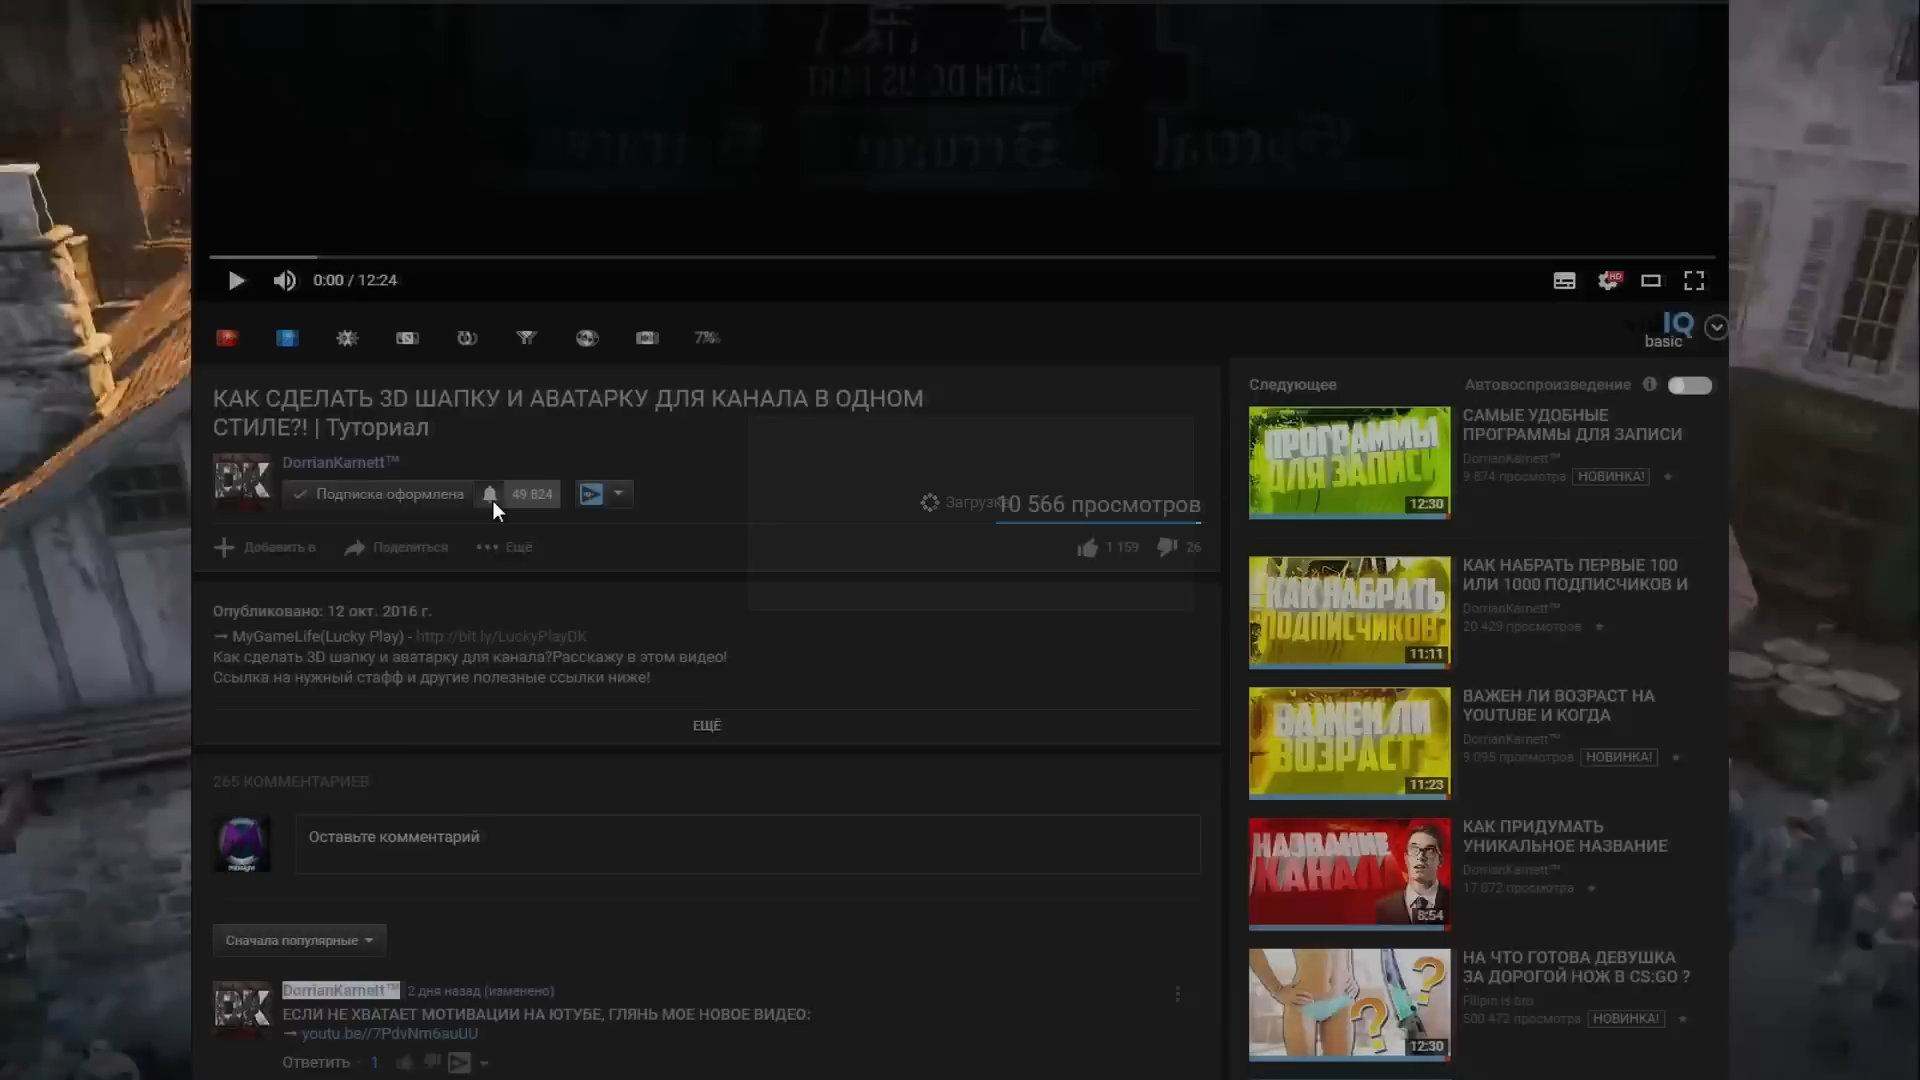 0:00 / 12:24
HD
7%
IQ
basic
КАК СДЕЛАТЬ 3D ШАПКУ И АВАТАРКУ ДЛЯ КАНАЛА В ОДНОМ
СТИЛЕ?! | Туториал
DK
DorrianKarnett™
Подписка оформлена
49 824
Загрузка
10 566 просмотров
Добавить в
Поделиться
Ещё
1 159
26
Опубликовано: 12 окт. 2016 г.
→ MyGameLife(Lucky Play) - http://bit.ly/LuckyPlayDK
Как сделать 3D шапку и аватарку для канала?Расскажу в этом видео!
Ссылка на нужный стафф и другие полезные ссылки ниже!
ЕЩЁ
265 КОММЕНТАРИЕВ
Оставьте комментарий
Сначала популярные
DK
DorrianKarnett™ 2 дня назад (изменено)
ЕСЛИ НЕ ХВАТАЕТ МОТИВАЦИИ НА ЮТУБЕ, ГЛЯНЬ МОЕ НОВОЕ ВИДЕО:
→ youtu.be//7PdvNm6auUU
Ответить · 1
Следующее
Автовоспроизведение
ПРОГРАММЫ
ДЛЯ ЗАПИСИ
12:30
САМЫЕ УДОБНЫЕ
ПРОГРАММЫ ДЛЯ ЗАПИСИ
DorrianKarnett™
9 874 просмотра НОВИНКА!
КАК НАБРАТЬ
ПОДПИСЧИКОВ
11:11
КАК НАБРАТЬ ПЕРВЫЕ 100
ИЛИ 1000 ПОДПИСЧИКОВ И
DorrianKarnett™
20 429 просмотров
ВАЖЕН ЛИ
ВОЗРАСТ
11:23
ВАЖЕН ЛИ ВОЗРАСТ НА
YOUTUBE И КОГДА
DorrianKarnett™
9 095 просмотров НОВИНКА!
НАЗВАНИЕ
КАНАЛА
8:54
КАК ПРИДУМАТЬ
УНИКАЛЬНОЕ НАЗВАНИЕ
DorrianKarnett™
17 072 просмотра
? ?
12:30
НА ЧТО ГОТОВА ДЕВУШКА
ЗА ДОРОГОЙ НОЖ В CS:GO ?
Filipin is bro
500 472 просмотра НОВИНКА!